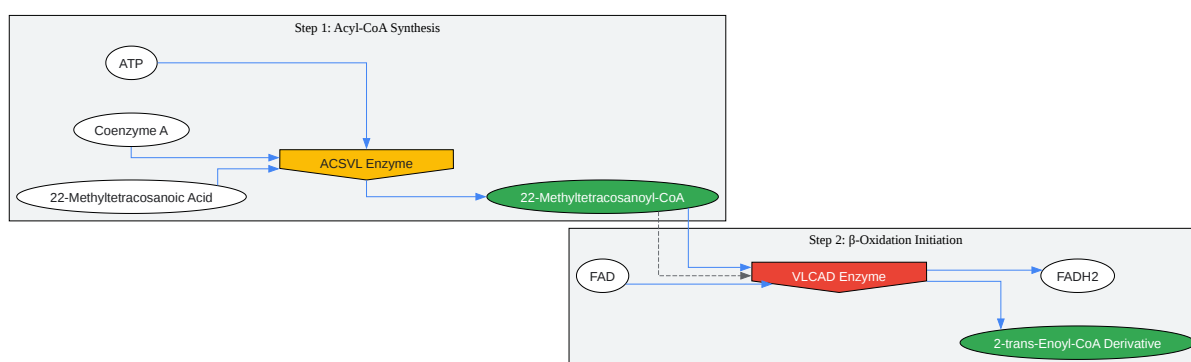 Step 1: Acyl-CoA Synthesis
ATP
Coenzyme A
ACSVL Enzyme
22-Methyltetracosanoic Acid
22-Methyltetracosanoyl-CoA
Step 2: β-Oxidation Initiation
FAD
VLCAD Enzyme
FADH2
2-trans-Enoyl-CoA Derivative